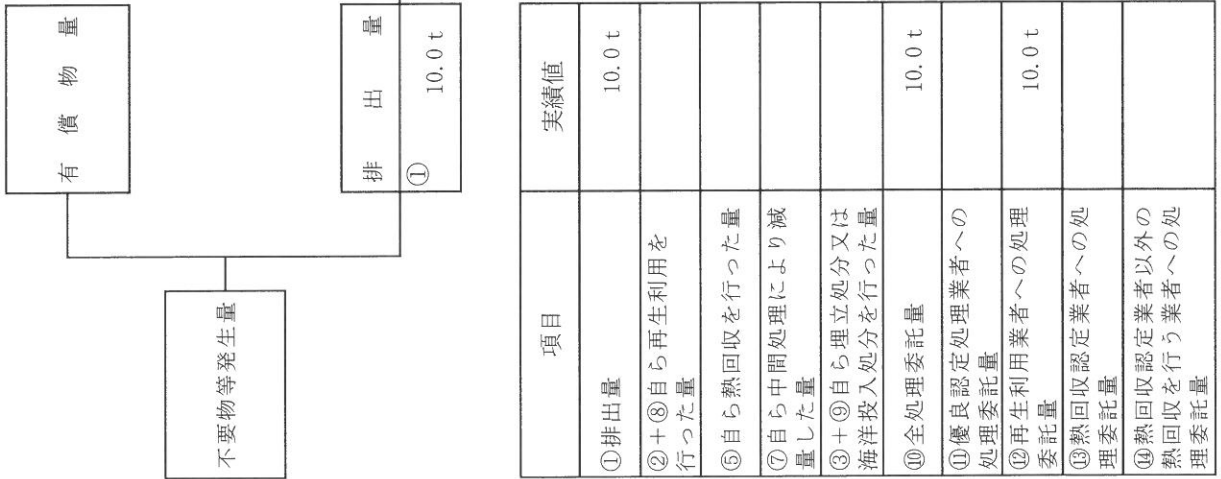 不要物等発生量
有償物量
排出量
①
10.0 t
項目
実績値
①排出量
10.0 t
②+⑧自ら再生利用を
行った量
⑤自ら熱回収を行った量
⑦自ら中間処理により減
量した量
③+⑨自ら埋立処分又は
海洋投入処分を行った量
⑩全処理委託量
10.0 t
⑪優良認定処理業者への
処理委託量
⑫再生利用業者への処理
委託量
10.0 t
⑬熱回収認定業者への処
理委託量
⑭熱回収認定業者以外の
熱回収を行う業者への処
理委託量